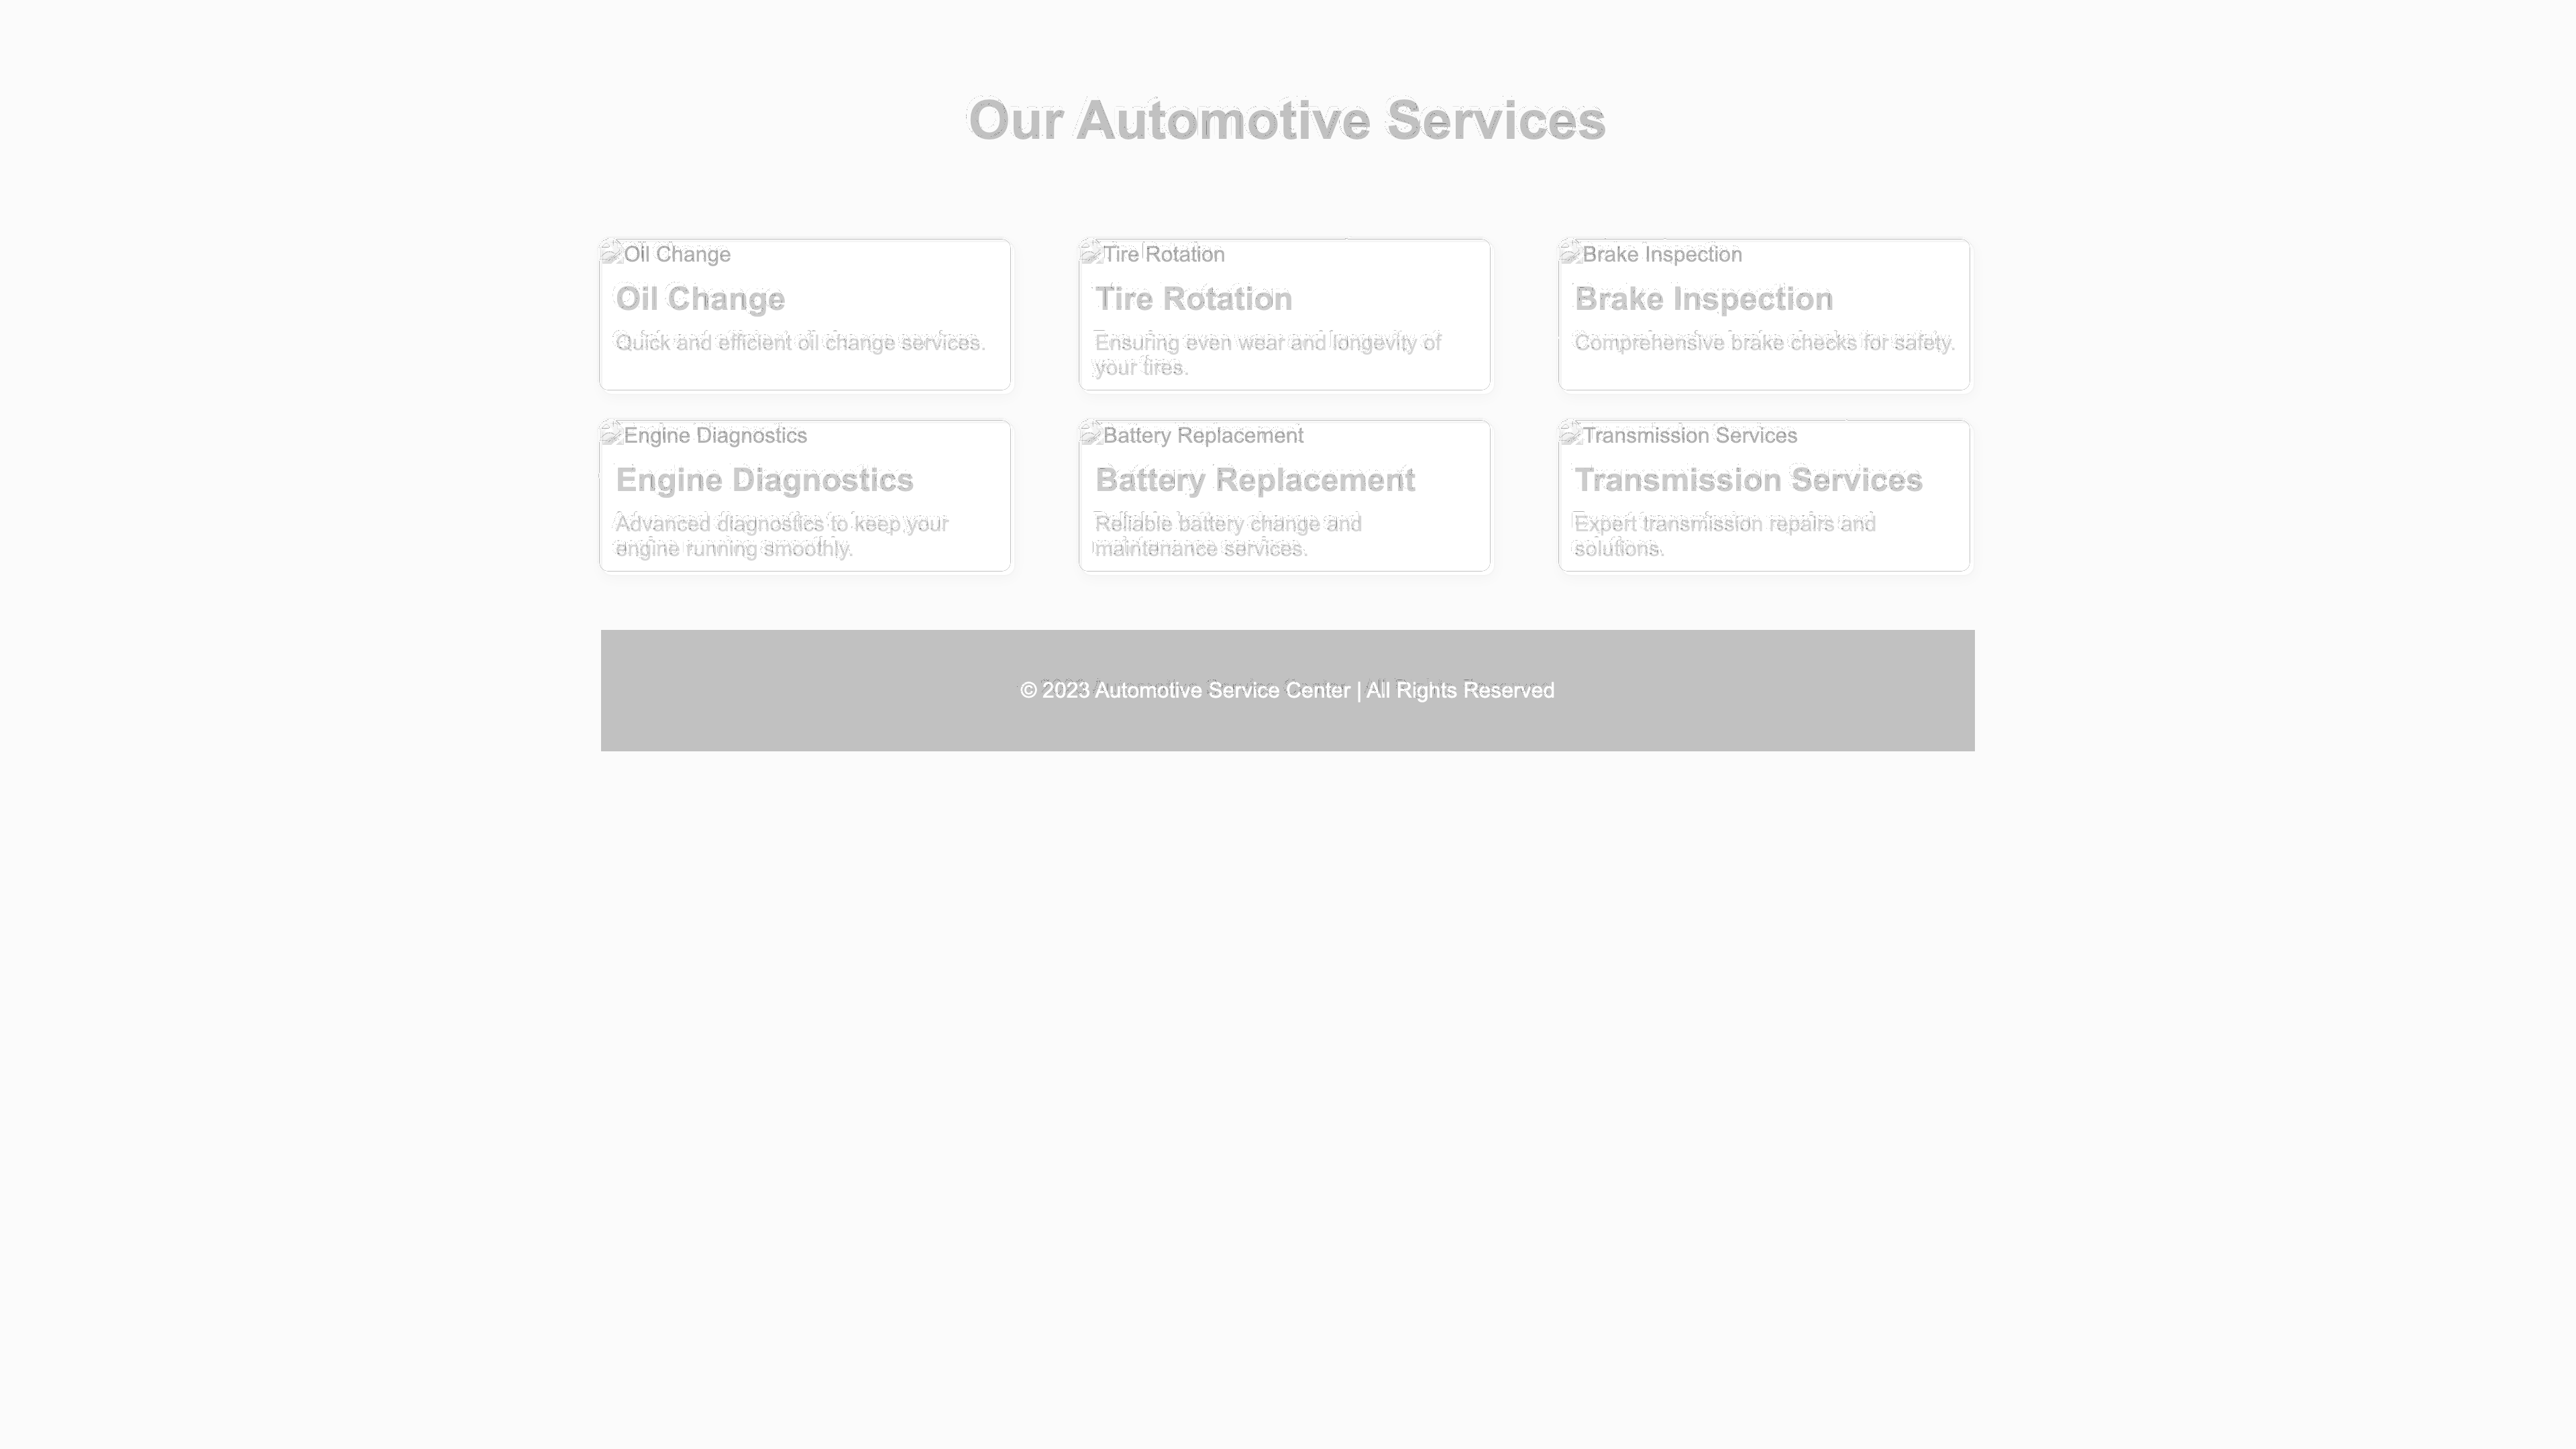 Our Automotive Services
Oil Change
Oil Change
Quick and efficient oil change services.
Tire Rotation
Tire Rotation
Ensuring even wear and longevity of
your tires.
Brake Inspection
Brake Inspection
Comprehensive brake checks for safety.
Engine Diagnostics
Engine Diagnostics
Advanced diagnostics to keep your
engine running smoothly.
Battery Replacement
Battery Replacement
Reliable battery change and
maintenance services.
Transmission Services
Transmission Services
Expert transmission repairs and
solutions.
© 2023 Automotive Service Center | All Rights Reserved